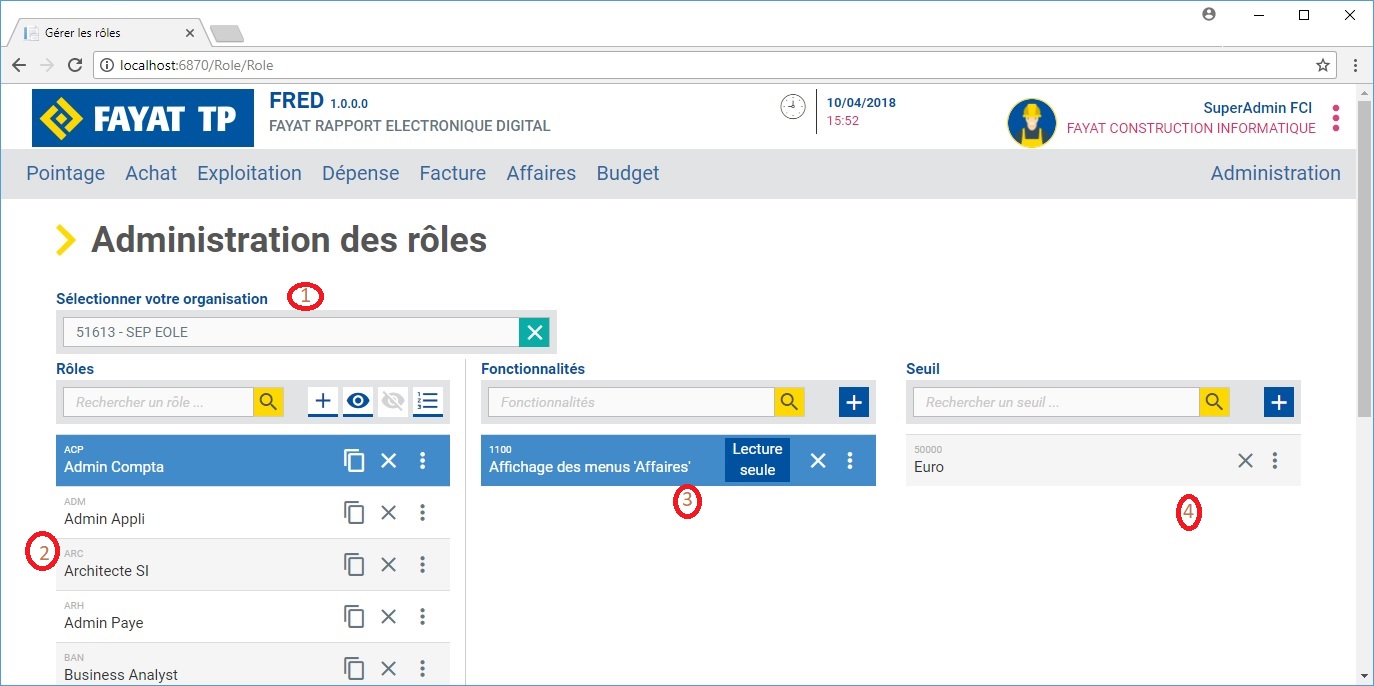 Gérer les rôles
localhost:6870/Role/Role
FAYAT TP
FRED 1.0.0.0
FAYAT RAPPORT ELECTRONIQUE DIGITAL
10/04/2018
15:52
SuperAdmin FCI
FAYAT CONSTRUCTION INFORMATIQUE
Pointage Achat Exploitation Dépense Facture Affaires Budget Administration
Administration des rôles
Sélectionner votre organisation 1
51613 - SEP EOLE
Rôles
Rechercher un rôle ...
ACP
Admin Compta
ADM
Admin Appli
2
ARC
Architecte SI
ARH
Admin Paye
BAN
Business Analyst
Fonctionnalités
Fonctionnalités
1100
Affichage des menus 'Affaires'
Lecture
seule
3
Seuil
Rechercher un seuil ...
50000
Euro
4